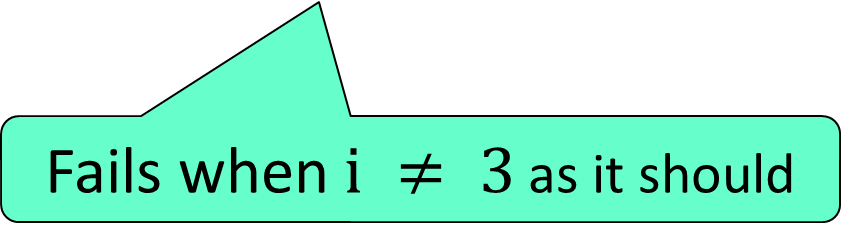 Fails when i ≠ 3 as it should